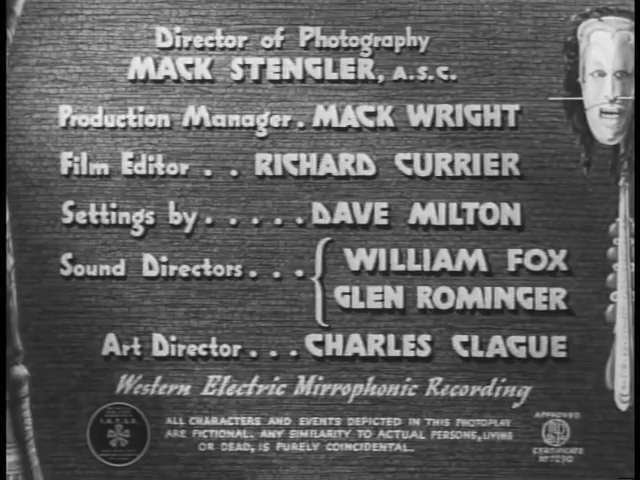 Director of Photography
MACK STENGLER, A.S.C.
Production Manager. MACK WRIGHT
Film Editor . . RICHARD CURRIER
Settings by . . . . . DAVE MILTON
Sound Directors . . . { WILLIAM FOX
GLEN ROMINGER
Art Director . . . CHARLES CLAGUE
Western Electric Mirrophonic Recording
ALL CHARACTERS AND EVENTS DEPICTED IN THIS PHOTOPLAY
ARE FICTIONAL. ANY SIMILARITY TO ACTUAL PERSONS, LIVING
OR DEAD, IS PURELY COINCIDENTAL.
I.A.T.S.E.
APPROVED
CERTIFICATE